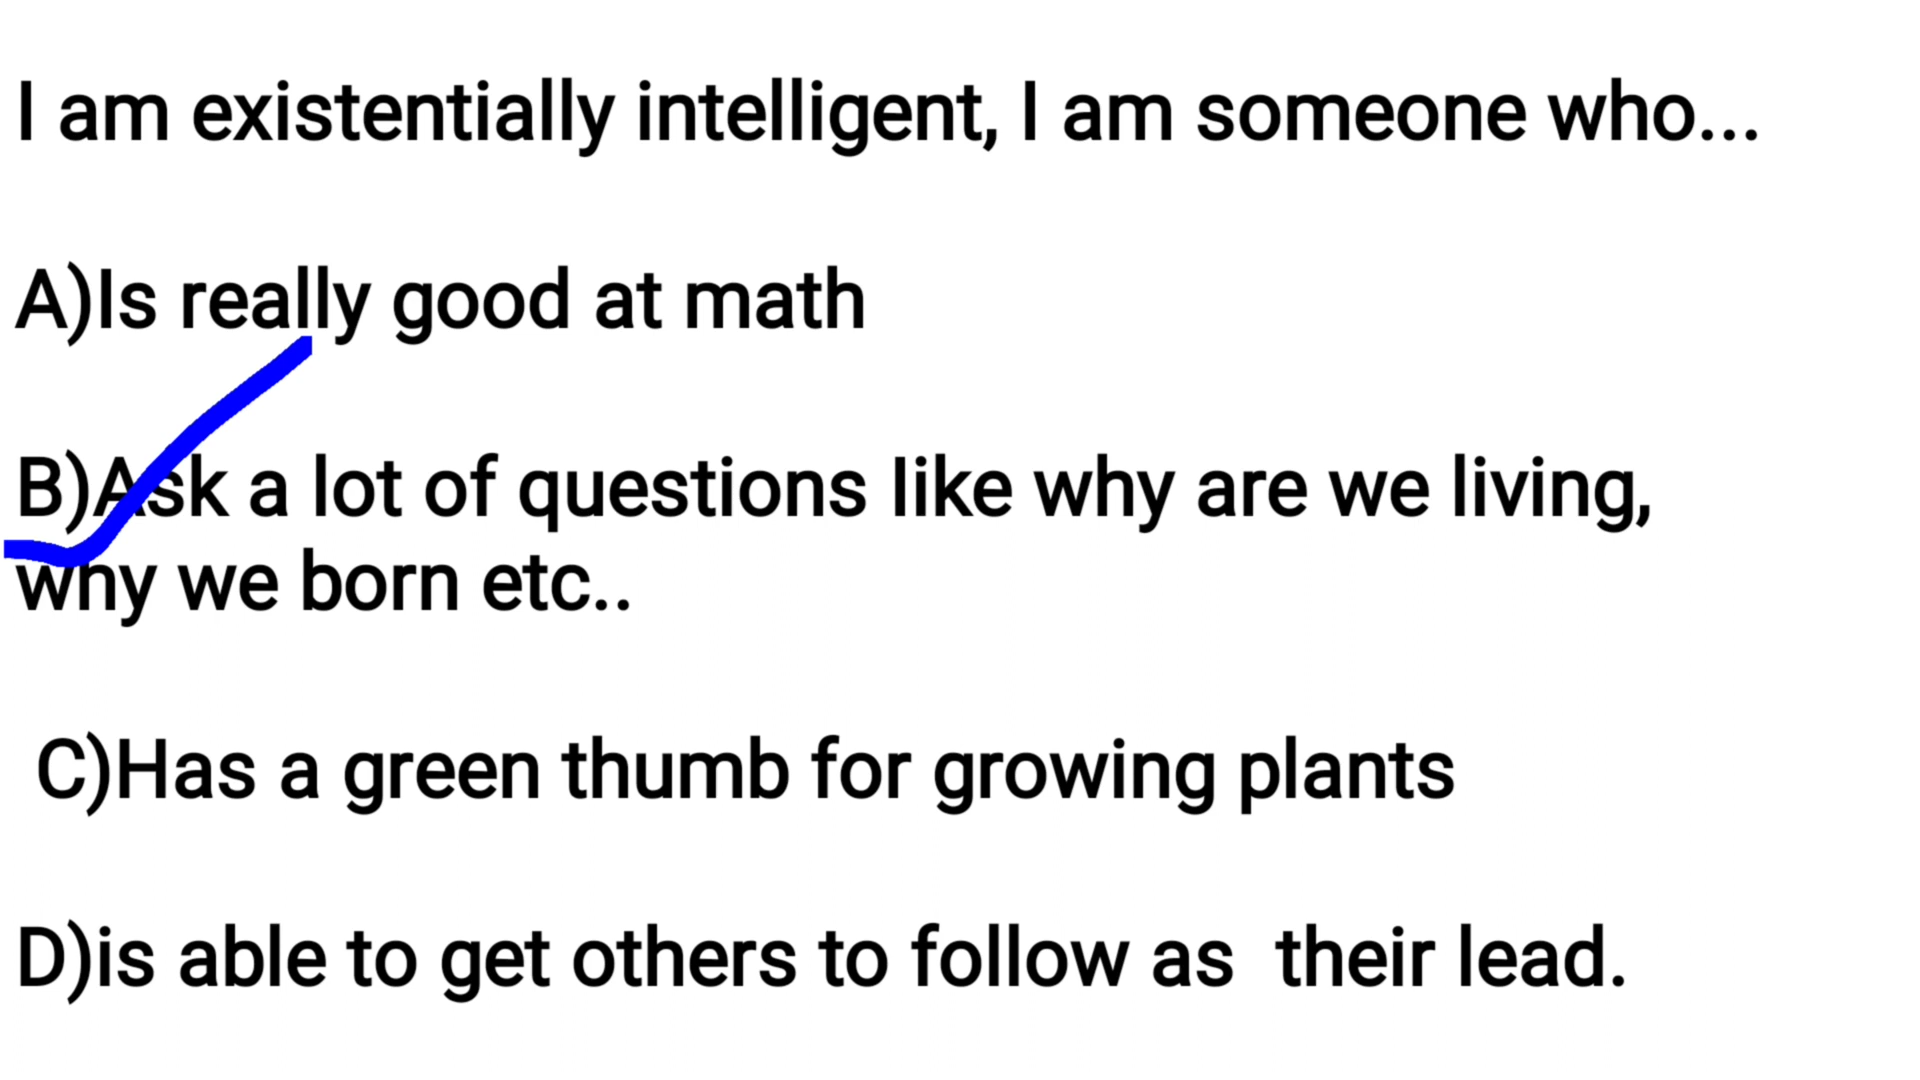 I am existentially intelligent, I am someone who...
A)Is really good at math
B)Ask a lot of questions like why are we living,
why we born etc..
C)Has a green thumb for growing plants
D)is able to get others to follow as  their lead.